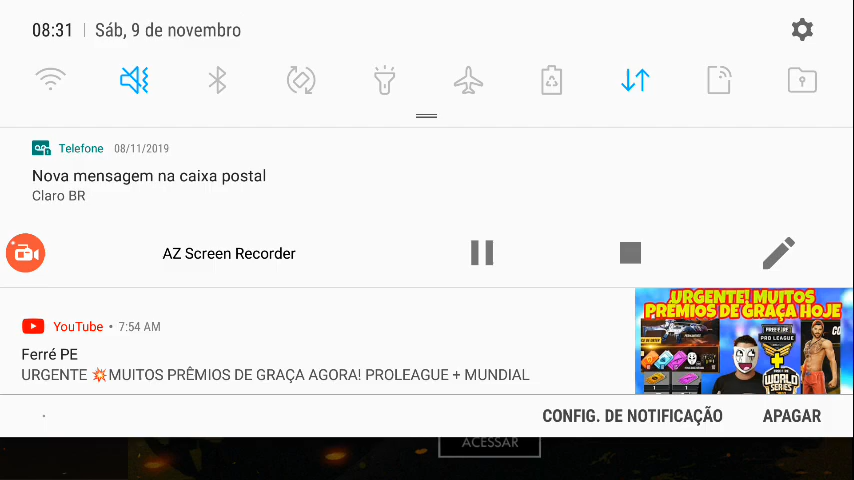 08:31 | Sáb, 9 de novembro
Telefone 08/11/2019
Nova mensagem na caixa postal
Claro BR
AZ Screen Recorder
YouTube • 7:54 AM
Ferré PE
URGENTE 💥MUITOS PRÊMIOS DE GRAÇA AGORA! PROLEAGUE + MUNDIAL
URGENTE! MUITOS
PRÊMIOS DE GRAÇA HOJE
FREE FIRE
PRO LEAGUE
+
WORLD
SERIES
CONFIG. DE NOTIFICAÇÃO APAGAR
ACESSAR